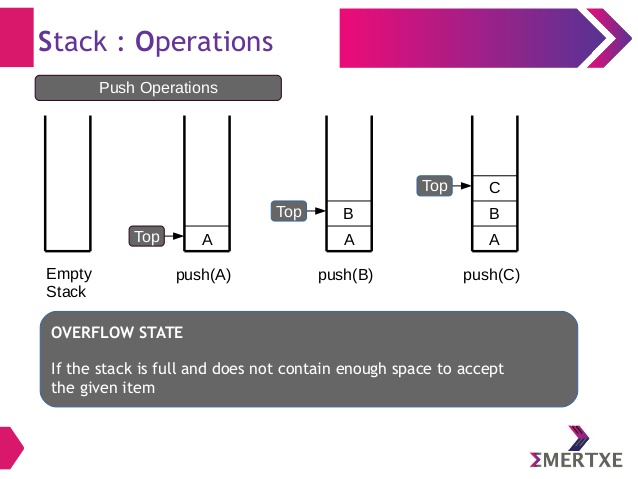 Stack : Operations
Push Operations
Top
A
Top
B
A
Top
C
B
A
Empty
Stack
push(A)
push(B)
push(C)
OVERFLOW STATE
If the stack is full and does not contain enough space to accept
the given item
EMERTXE